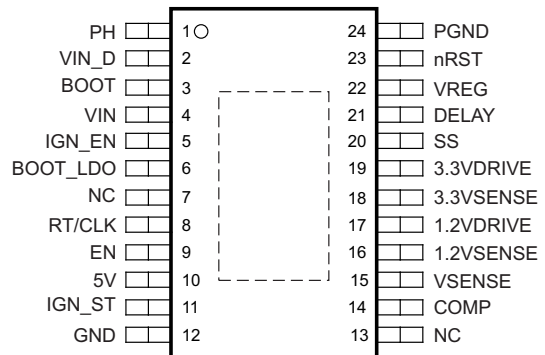 PH 1 24 PGND
VIN_D 2 23 nRST
BOOT 3 22 VREG
VIN 4 21 DELAY
IGN_EN 5 20 SS
BOOT_LDO 6 19 3.3VDRIVE
NC 7 18 3.3VSENSE
RT/CLK 8 17 1.2VDRIVE
EN 9 16 1.2VSENSE
5V 10 15 VSENSE
IGN_ST 11 14 COMP
GND 12 13 NC